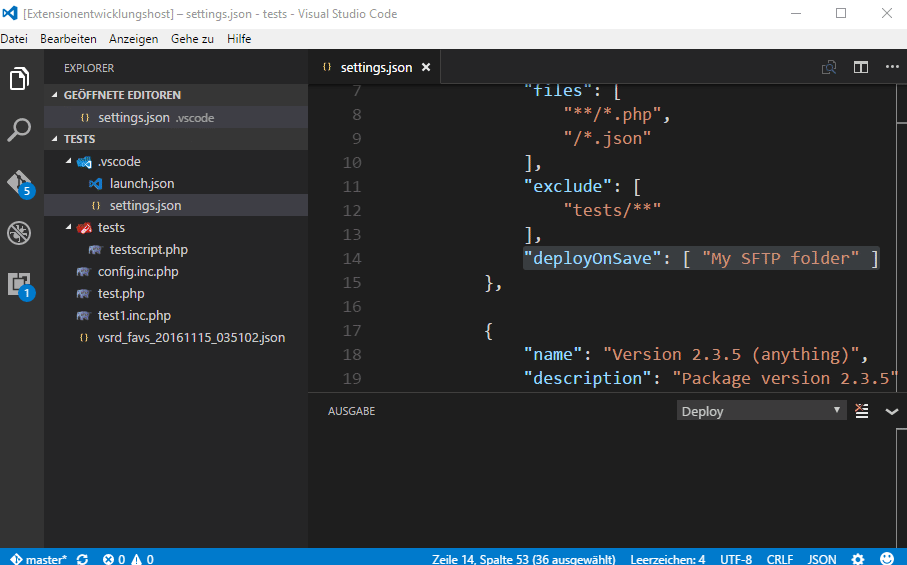 [Extensionentwicklungshost] – settings.json - tests - Visual Studio Code
Datei Bearbeiten Anzeigen Gehe zu Hilfe
EXPLORER
GEÖFFNETE EDITOREN
settings.json .vscode
TESTS
.vscode
launch.json
settings.json
tests
testscript.php
config.inc.php
test.php
test1.inc.php
vsrd_favs_20161115_035102.json
5
1
settings.json
7 "files": [
8 "**/*.php",
9 "/*.json"
10 ],
11 "exclude": [
12 "tests/**"
13 ],
14 "deployOnSave": [ "My SFTP folder" ]
15 },
16
17 {
18 "name": "Version 2.3.5 (anything)",
19 "description": "Package version 2.3.5"
AUSGABE
Deploy
master* 0 0 Zeile 14, Spalte 53 (36 ausgewählt) Leerzeichen: 4 UTF-8 CRLF JSON